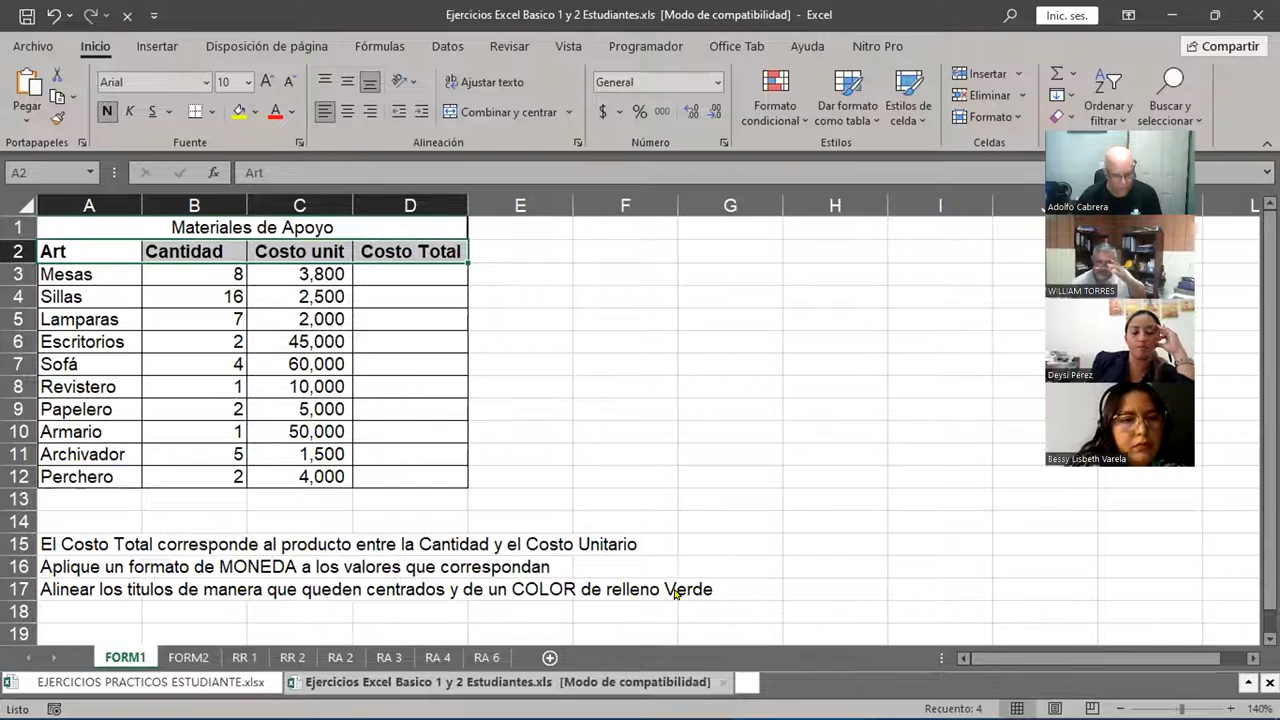 Ejercicios Excel Basico 1 y 2 Estudiantes.xls [Modo de compatibilidad] - Excel
Inic. ses.
Archivo Inicio Insertar Disposición de página Fórmulas Datos Revisar Vista Programador Office Tab Ayuda Nitro Pro Compartir
Pegar
Arial 10
N K S
Ajustar texto
Combinar y centrar
General
$ % 000
Formato condicional
Dar formato como tabla
Estilos de celda
Insertar
Eliminar
Formato
Ordenar y filtrar
Buscar y seleccionar
Portapapeles Fuente Alineación Número Estilos Celdas
A2 fx Art
A B C D E F G H I L
1 Materiales de Apoyo
2 Art Cantidad Costo unit Costo Total
3 Mesas 8 3,800
4 Sillas 16 2,500
5 Lamparas 7 2,000
6 Escritorios 2 45,000
7 Sofá 4 60,000
8 Revistero 1 10,000
9 Papelero 2 5,000
10 Armario 1 50,000
11 Archivador 5 1,500
12 Perchero 2 4,000
13
14
15 El Costo Total corresponde al producto entre la Cantidad y el Costo Unitario
16 Aplique un formato de MONEDA a los valores que correspondan
17 Alinear los titulos de manera que queden centrados y de un COLOR de relleno Verde
18
19
Adolfo Cabrera
WILLIAM TORRES
Deysi Pérez
Bessy Lisbeth Varela
FORM1 FORM2 RR 1 RR 2 RA 2 RA 3 RA 4 RA 6
EJERCICIOS PRACTICOS ESTUDIANTE.xlsx
Ejercicios Excel Basico 1 y 2 Estudiantes.xls [Modo de compatibilidad]
Listo
Recuento: 4
140%